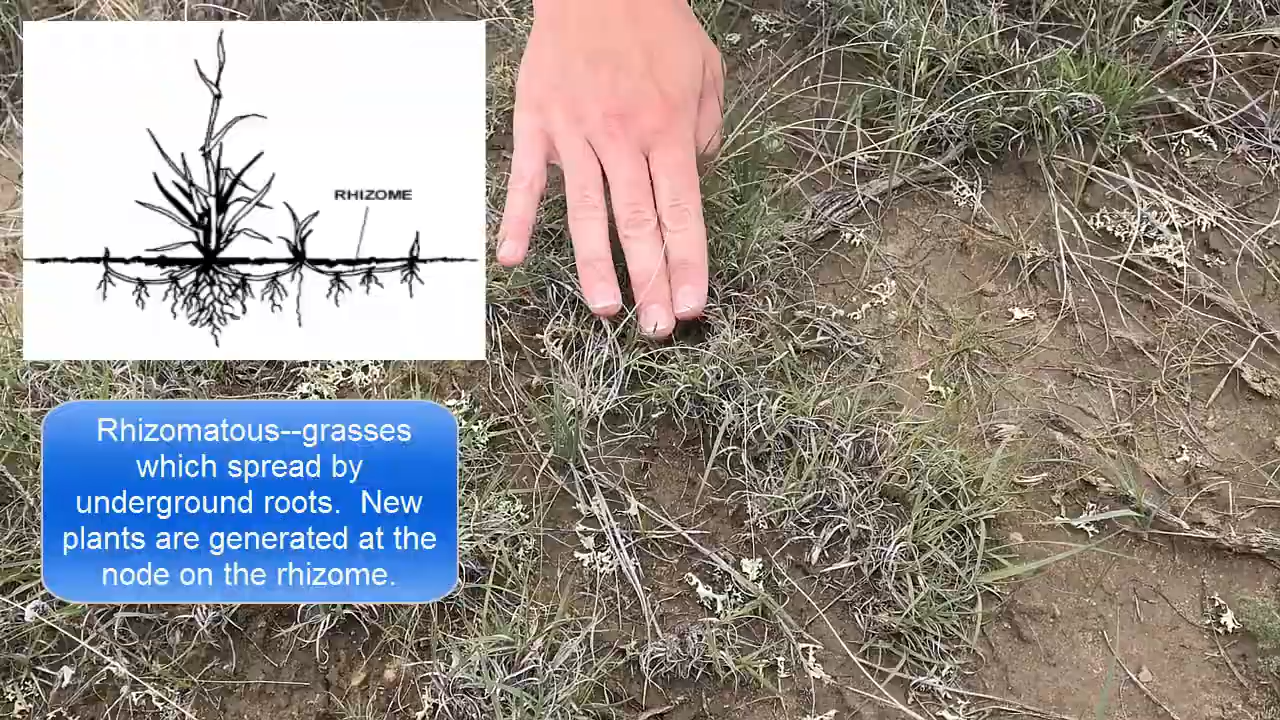 RHIZOME
Rhizomatous--grasses
which spread by
underground roots.  New
plants are generated at the
node on the rhizome.